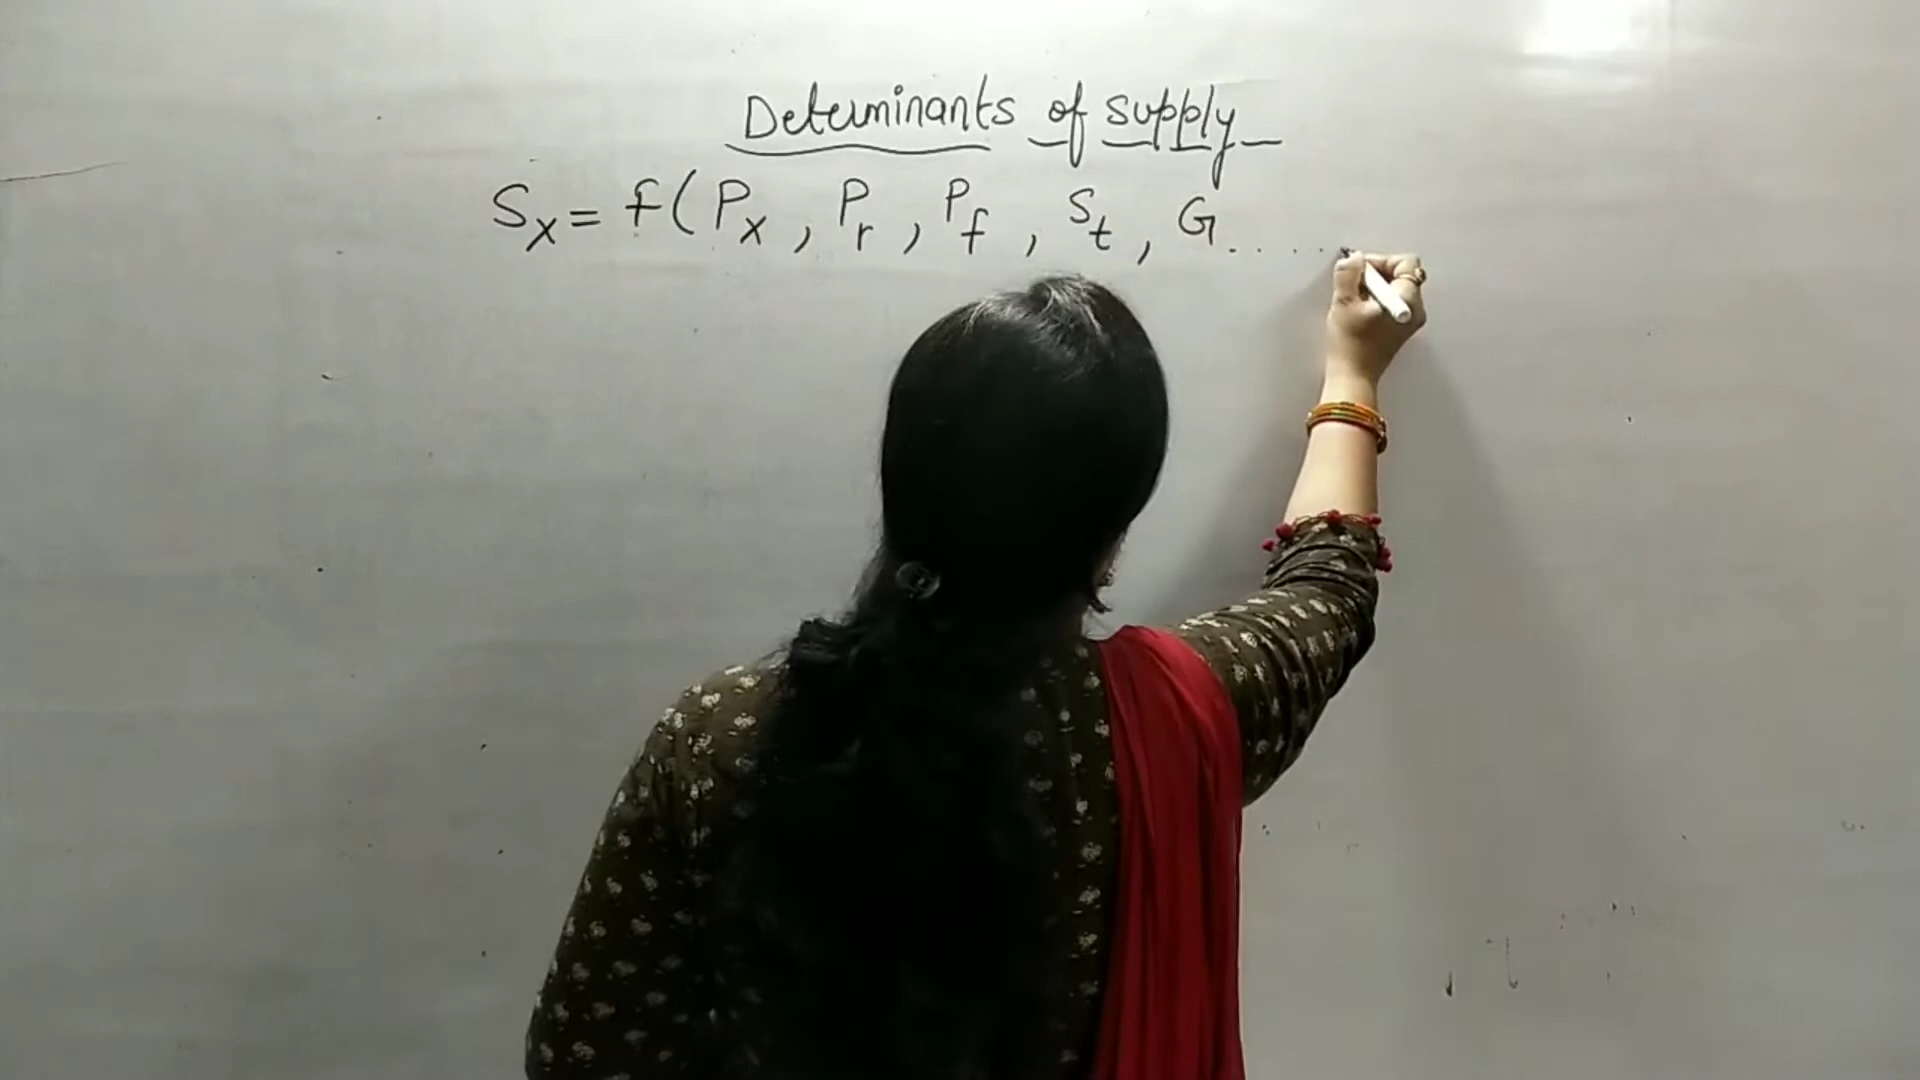 Determinants of supply
Sx = f(Px, Pr, Pf, St, G......